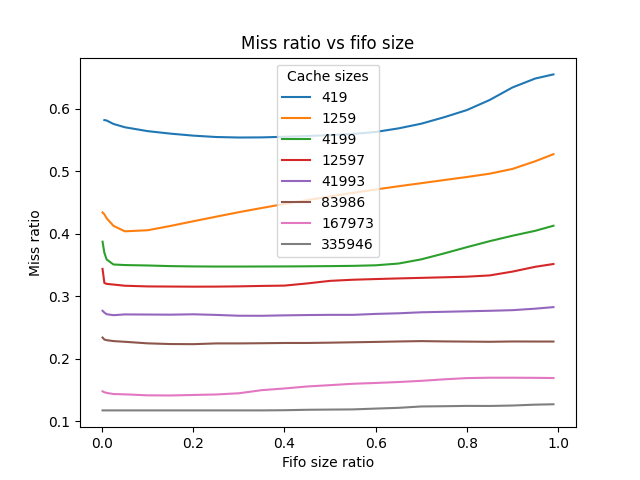 Miss ratio vs fifo size
Cache sizes
419
1259
4199
12597
41993
83986
167973
335946
0.6
0.5
0.4
0.3
0.2
0.1
Miss ratio
0.0 0.2 0.4 0.6 0.8 1.0
Fifo size ratio